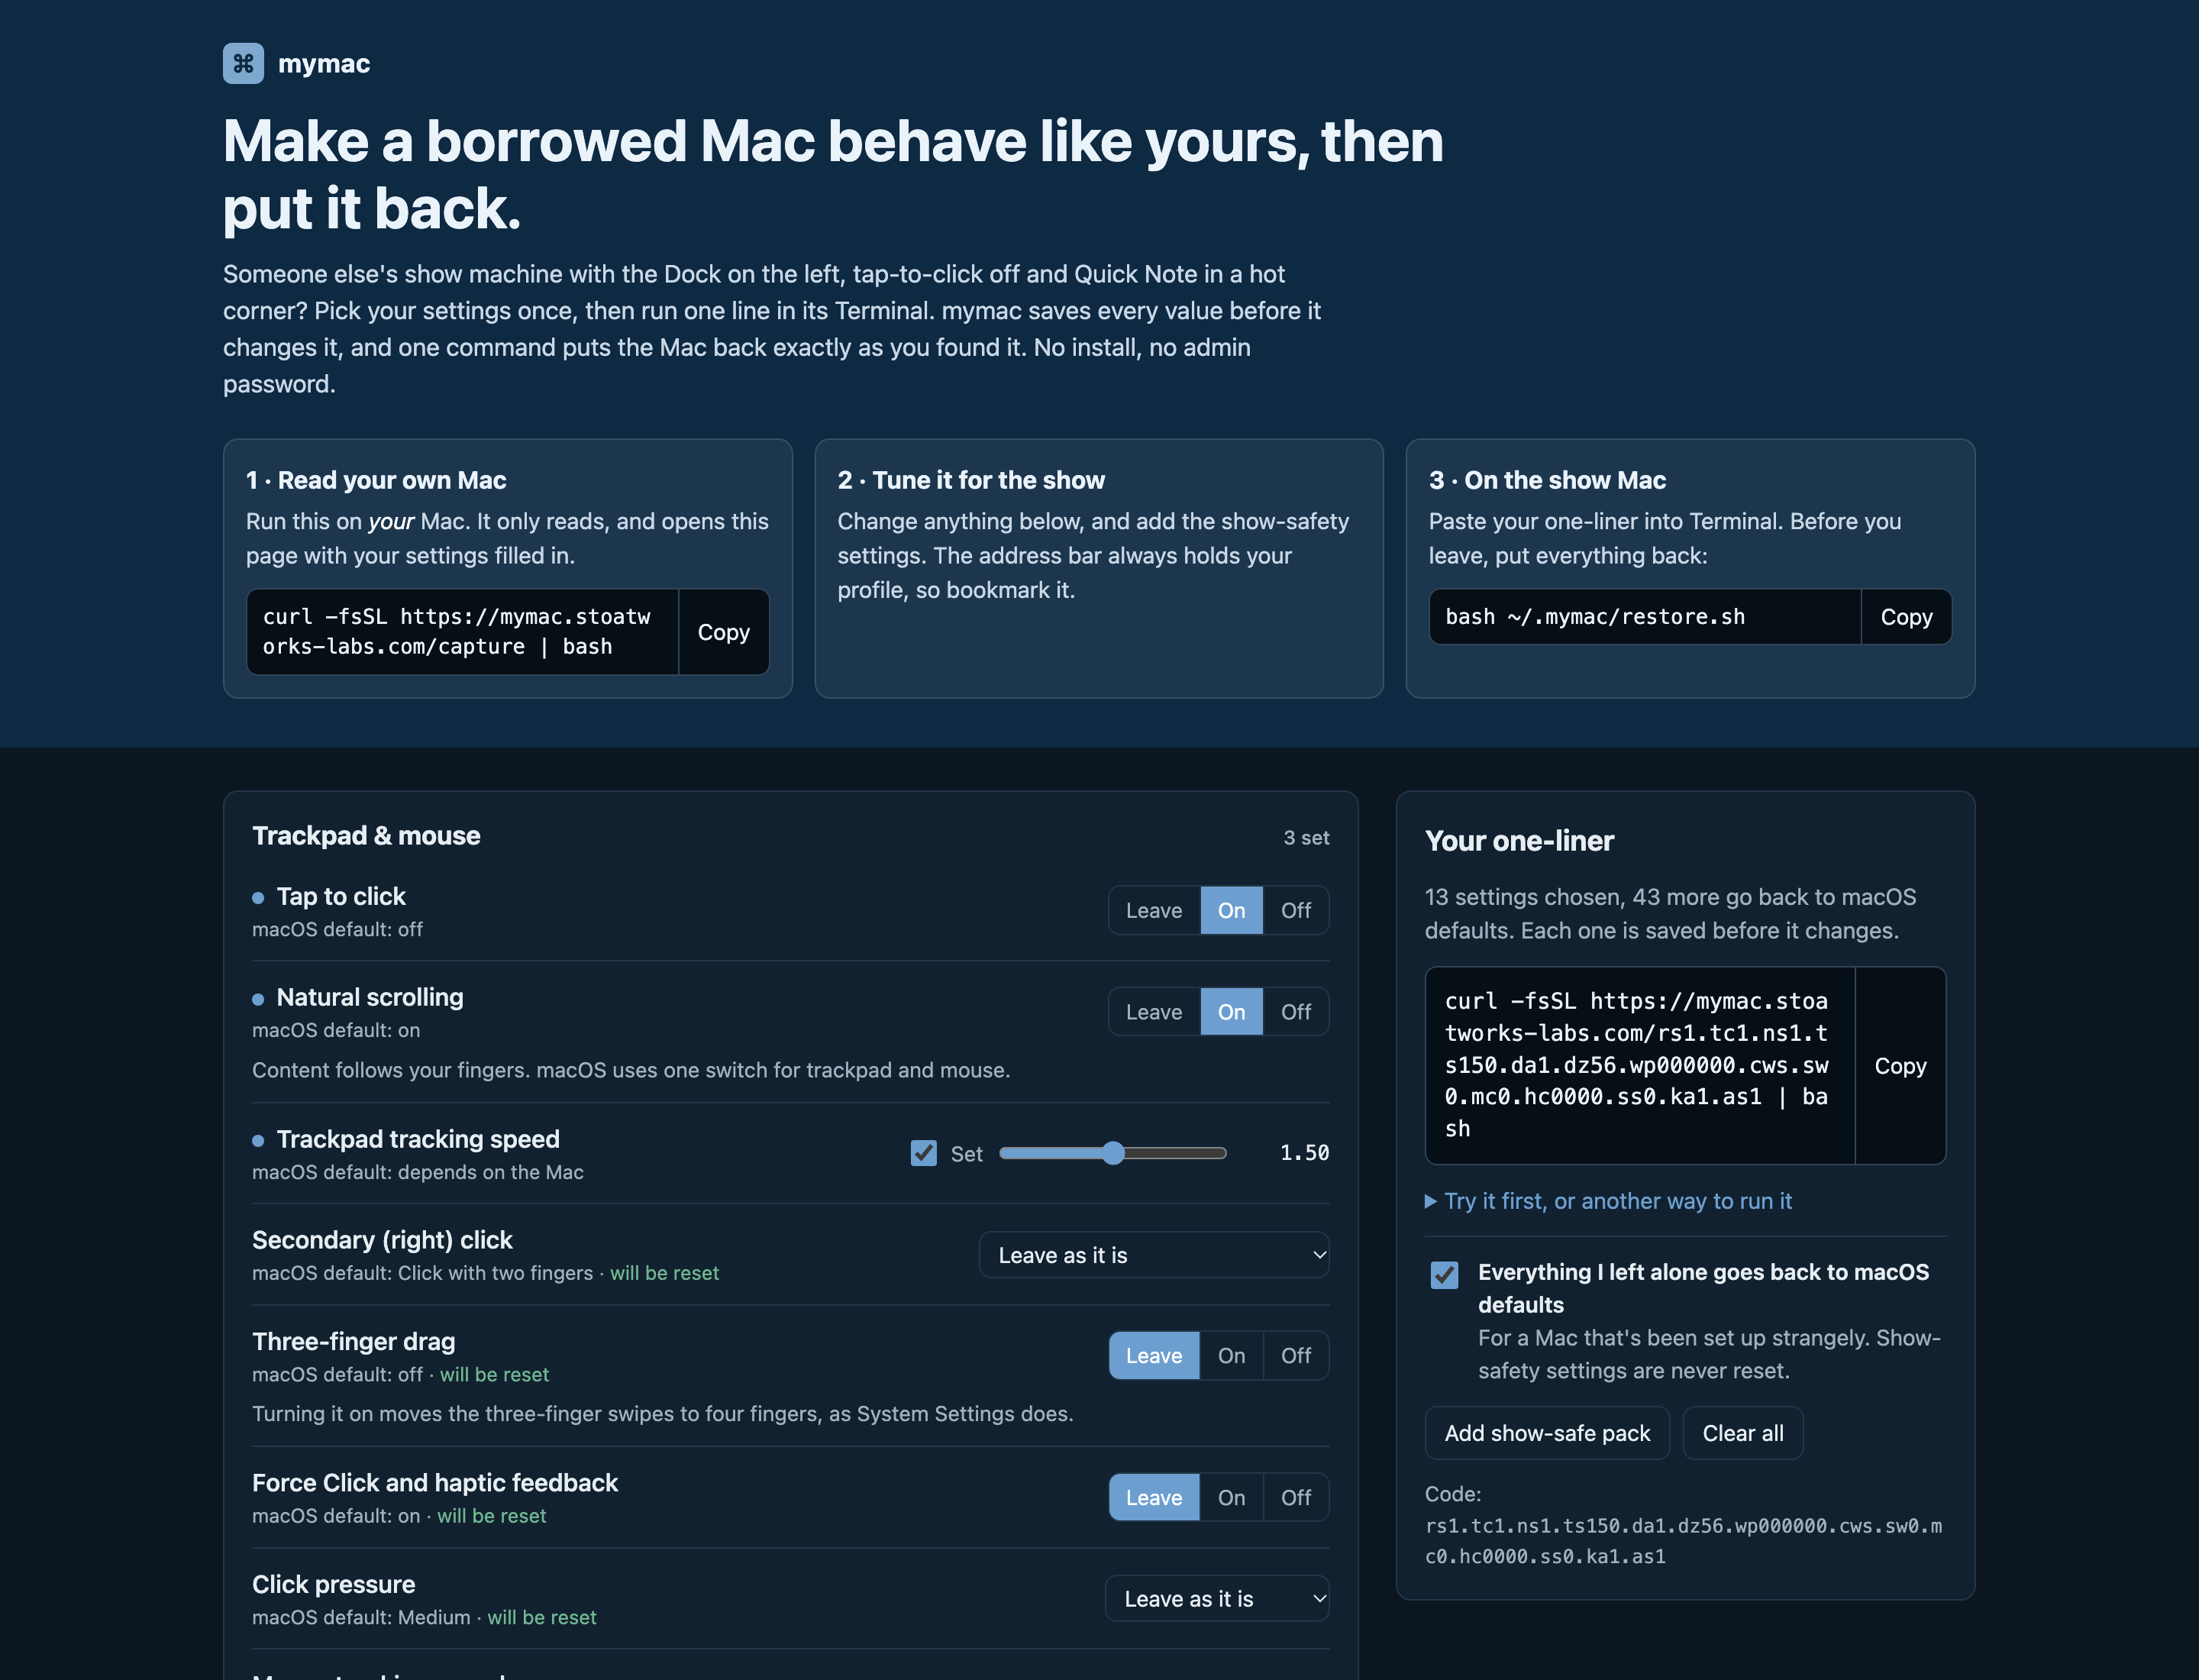 ⌘ mymac
Make a borrowed Mac behave like yours, then
put it back.
Someone else's show machine with the Dock on the left, tap-to-click off and Quick Note in a hot
corner? Pick your settings once, then run one line in its Terminal. mymac saves every value before it
changes it, and one command puts the Mac back exactly as you found it. No install, no admin
password.
1 · Read your own Mac
Run this on your Mac. It only reads, and opens this
page with your settings filled in.
curl -fsSL https://mymac.stoatw
orks-labs.com/capture | bash
Copy
2 · Tune it for the show
Change anything below, and add the show-safety
settings. The address bar always holds your
profile, so bookmark it.
3 · On the show Mac
Paste your one-liner into Terminal. Before you
leave, put everything back:
bash ~/.mymac/restore.sh
Copy
Trackpad & mouse
3 set
Tap to click
macOS default: off
Leave On Off
Natural scrolling
macOS default: on
Leave On Off
Content follows your fingers. macOS uses one switch for trackpad and mouse.
Trackpad tracking speed
macOS default: depends on the Mac
Set 1.50
Secondary (right) click
macOS default: Click with two fingers · will be reset
Leave as it is
Three-finger drag
macOS default: off · will be reset
Leave On Off
Turning it on moves the three-finger swipes to four fingers, as System Settings does.
Force Click and haptic feedback
macOS default: on · will be reset
Leave On Off
Click pressure
macOS default: Medium · will be reset
Leave as it is
Your one-liner
13 settings chosen, 43 more go back to macOS
defaults. Each one is saved before it changes.
curl -fsSL https://mymac.stoa
tworks-labs.com/rs1.tc1.ns1.t
s150.da1.dz56.wp000000.cws.sw
0.mc0.hc0000.ss0.ka1.as1 | ba
sh
Copy
Try it first, or another way to run it
Everything I left alone goes back to macOS
defaults
For a Mac that's been set up strangely. Show-
safety settings are never reset.
Add show-safe pack
Clear all
Code:
rs1.tc1.ns1.ts150.da1.dz56.wp000000.cws.sw0.m
c0.hc0000.ss0.ka1.as1